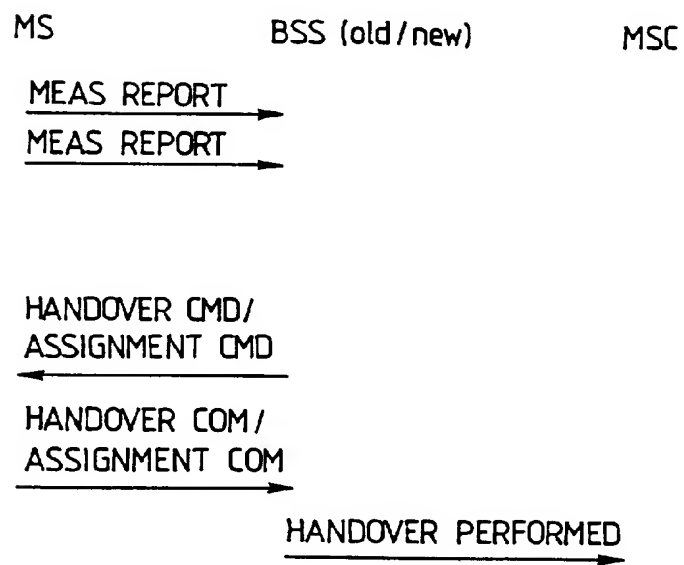 MS BSS (old/new) MSC
MEAS REPORT
MEAS REPORT
HANDOVER CMD/
ASSIGNMENT CMD
HANDOVER COM/
ASSIGNMENT COM
HANDOVER PERFORMED